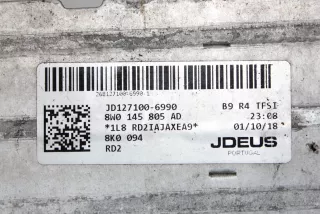 JD127100-6990 B9 R4 TFSI
8W0 145 805 AD 23:08
*1L8 RD2IAJAXEA9* 01/10/18
8K0 094 JDEUS
RD2 PORTUGAL